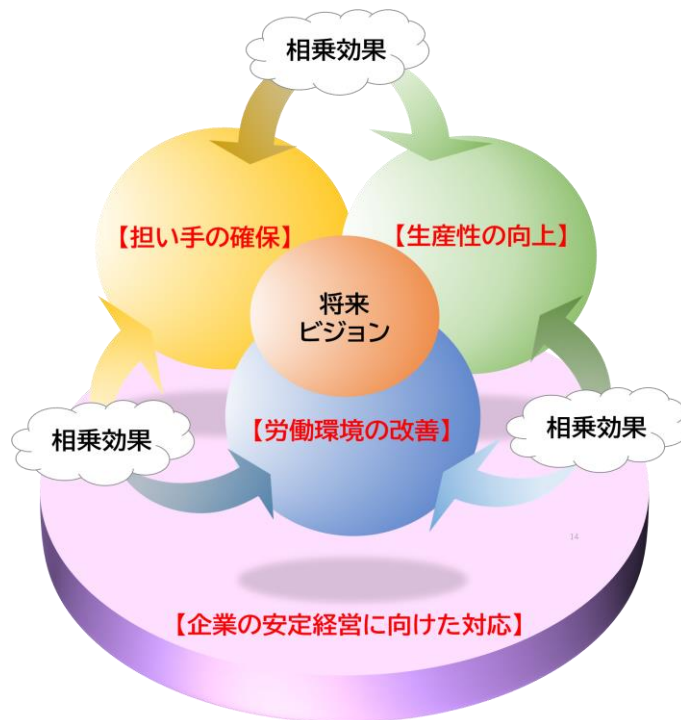 相乗効果
【担い手の確保】
【生産性の向上】
将来
ビジョン
相乗効果
【労働環境の改善】
相乗効果
14
【企業の安定経営に向けた対応】